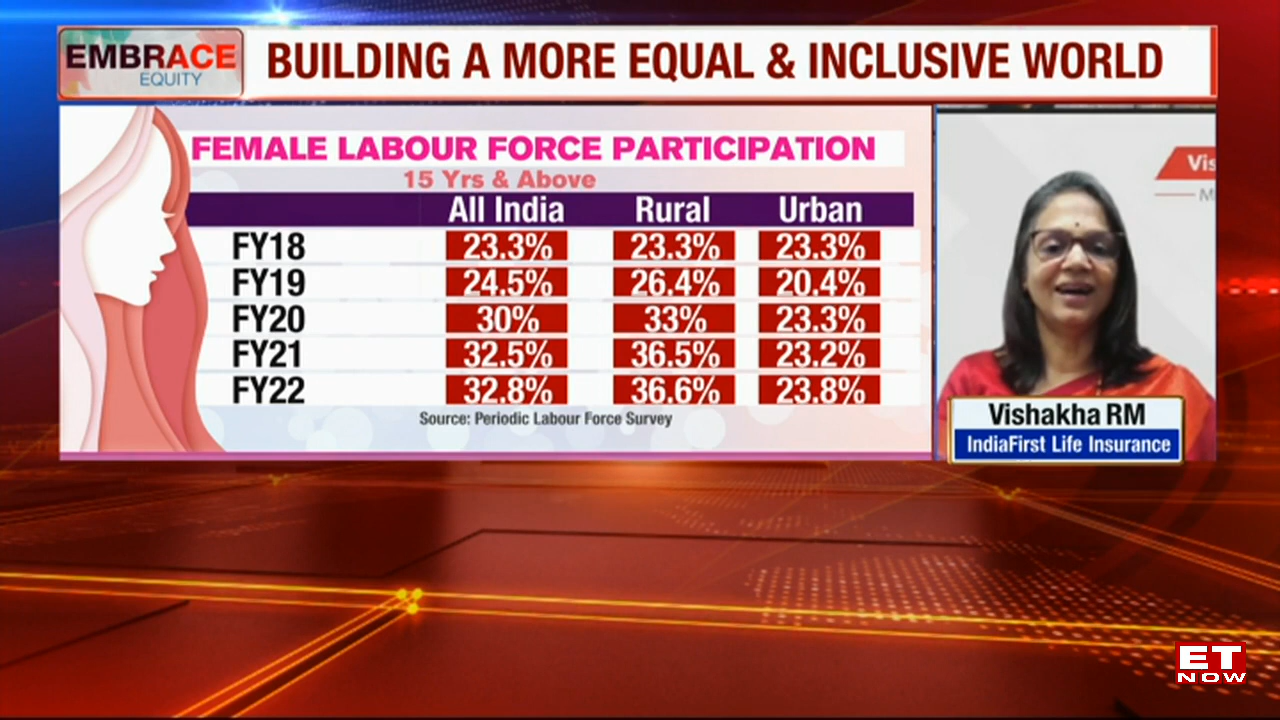 EMBRACE
EQUITY
BUILDING A MORE EQUAL & INCLUSIVE WORLD
FEMALE LABOUR FORCE PARTICIPATION
15 Yrs & Above
All India Rural Urban
FY18 23.3% 23.3% 23.3%
FY19 24.5% 26.4% 20.4%
FY20 30% 33% 23.3%
FY21 32.5% 36.5% 23.2%
FY22 32.8% 36.6% 23.8%
Source: Periodic Labour Force Survey
Vis
M
Vishakha RM
IndiaFirst Life Insurance
ET
NOW